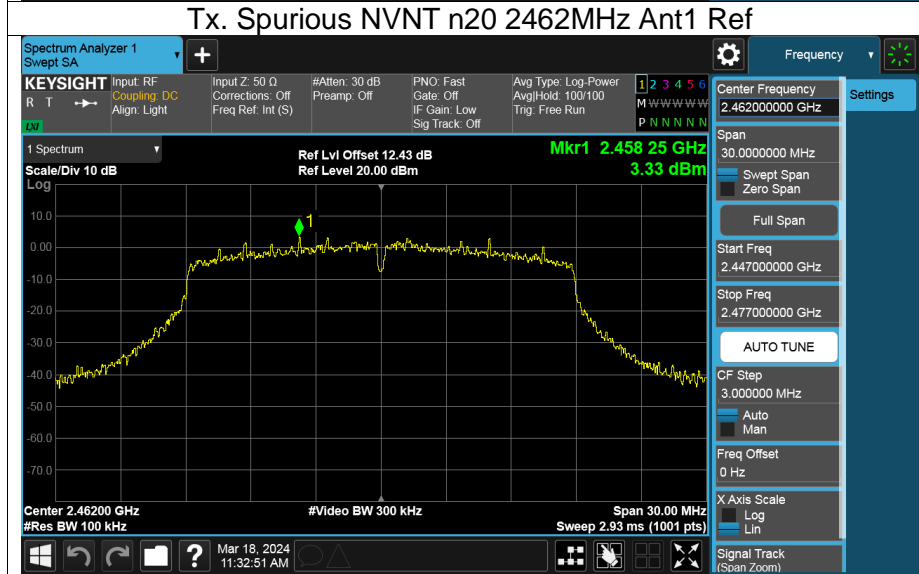 Tx. Spurious NVNT n20 2462MHz Ant1 Ref
Spectrum Analyzer 1
Swept SA
+
Frequency
Settings
KEYSIGHT
R T
LXI
Input: RF
Coupling: DC
Align: Light
Input Z: 50 Ω
Corrections: Off
Freq Ref: Int (S)
#Atten: 30 dB
Preamp: Off
PNO: Fast
Gate: Off
IF Gain: Low
Sig Track: Off
Avg Type: Log-Power
Avg|Hold: 100/100
Trig: Free Run
1 2 3 4 5 6
M W W W W W
P N N N N N
1 Spectrum
Scale/Div 10 dB
Log
Ref Lvl Offset 12.43 dB
Ref Level 20.00 dBm
Mkr1 2.458 25 GHz
3.33 dBm
10.0
0.00
-10.0
-20.0
-30.0
-40.0
-50.0
-60.0
-70.0
1
Center 2.46200 GHz
#Res BW 100 kHz
#Video BW 300 kHz
Span 30.00 MHz
Sweep 2.93 ms (1001 pts)
Center Frequency
2.462000000 GHz
Span
30.0000000 MHz
Swept Span
Zero Span
Full Span
Start Freq
2.447000000 GHz
Stop Freq
2.477000000 GHz
AUTO TUNE
CF Step
3.000000 MHz
Auto
Man
Freq Offset
0 Hz
X Axis Scale
Log
Lin
Signal Track
(Span Zoom)
?
Mar 18, 2024
11:32:51 AM